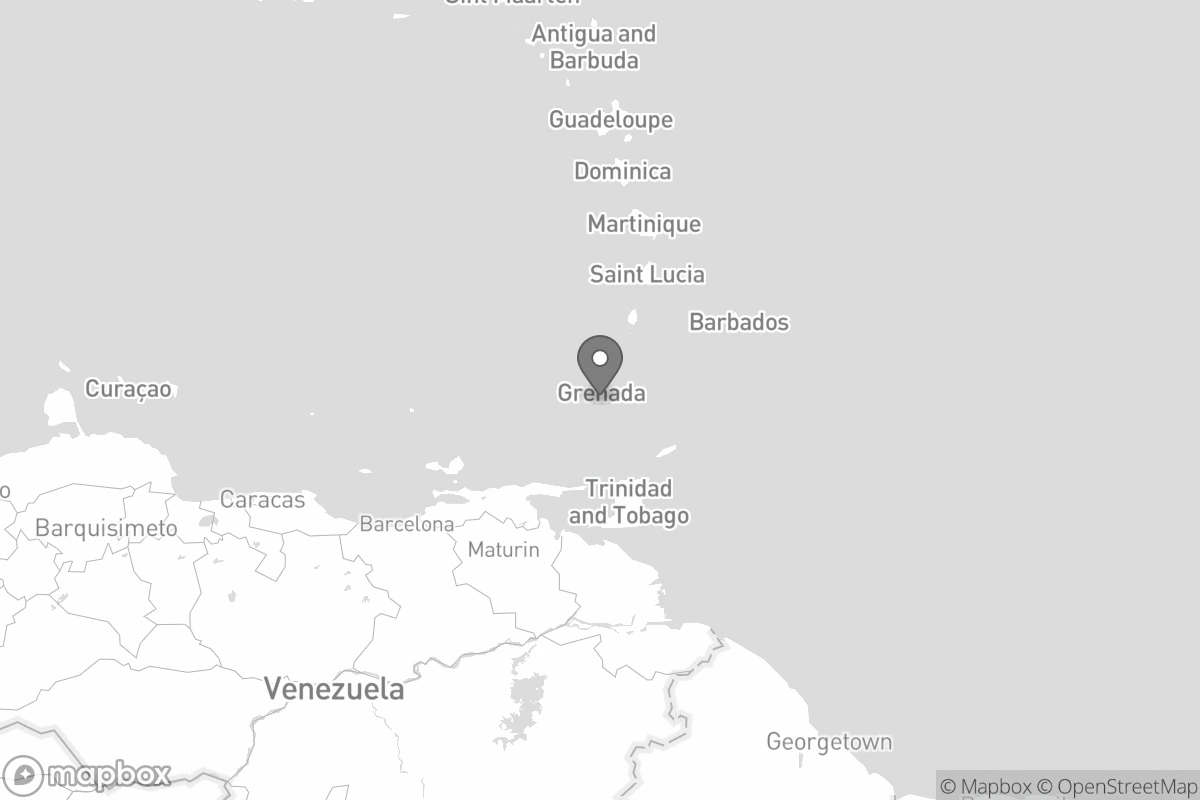 Sint Maarten
Antigua and
Barbuda
Guadeloupe
Dominica
Martinique
Saint Lucia
Barbados
Grenada
Curaçao
Trinidad
and Tobago
o
Caracas
Barcelona
Barquisimeto
Maturin
Venezuela
Georgetown
mapbox
© Mapbox © OpenStreetMap